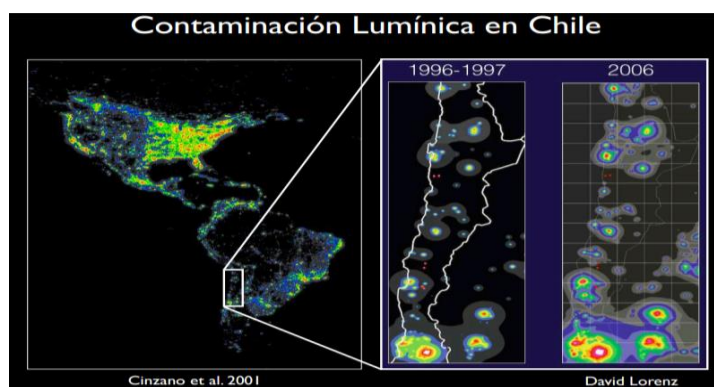 Contaminación Lumínica en Chile
1996-1997
2006
Cinzano et al. 2001
David Lorenz